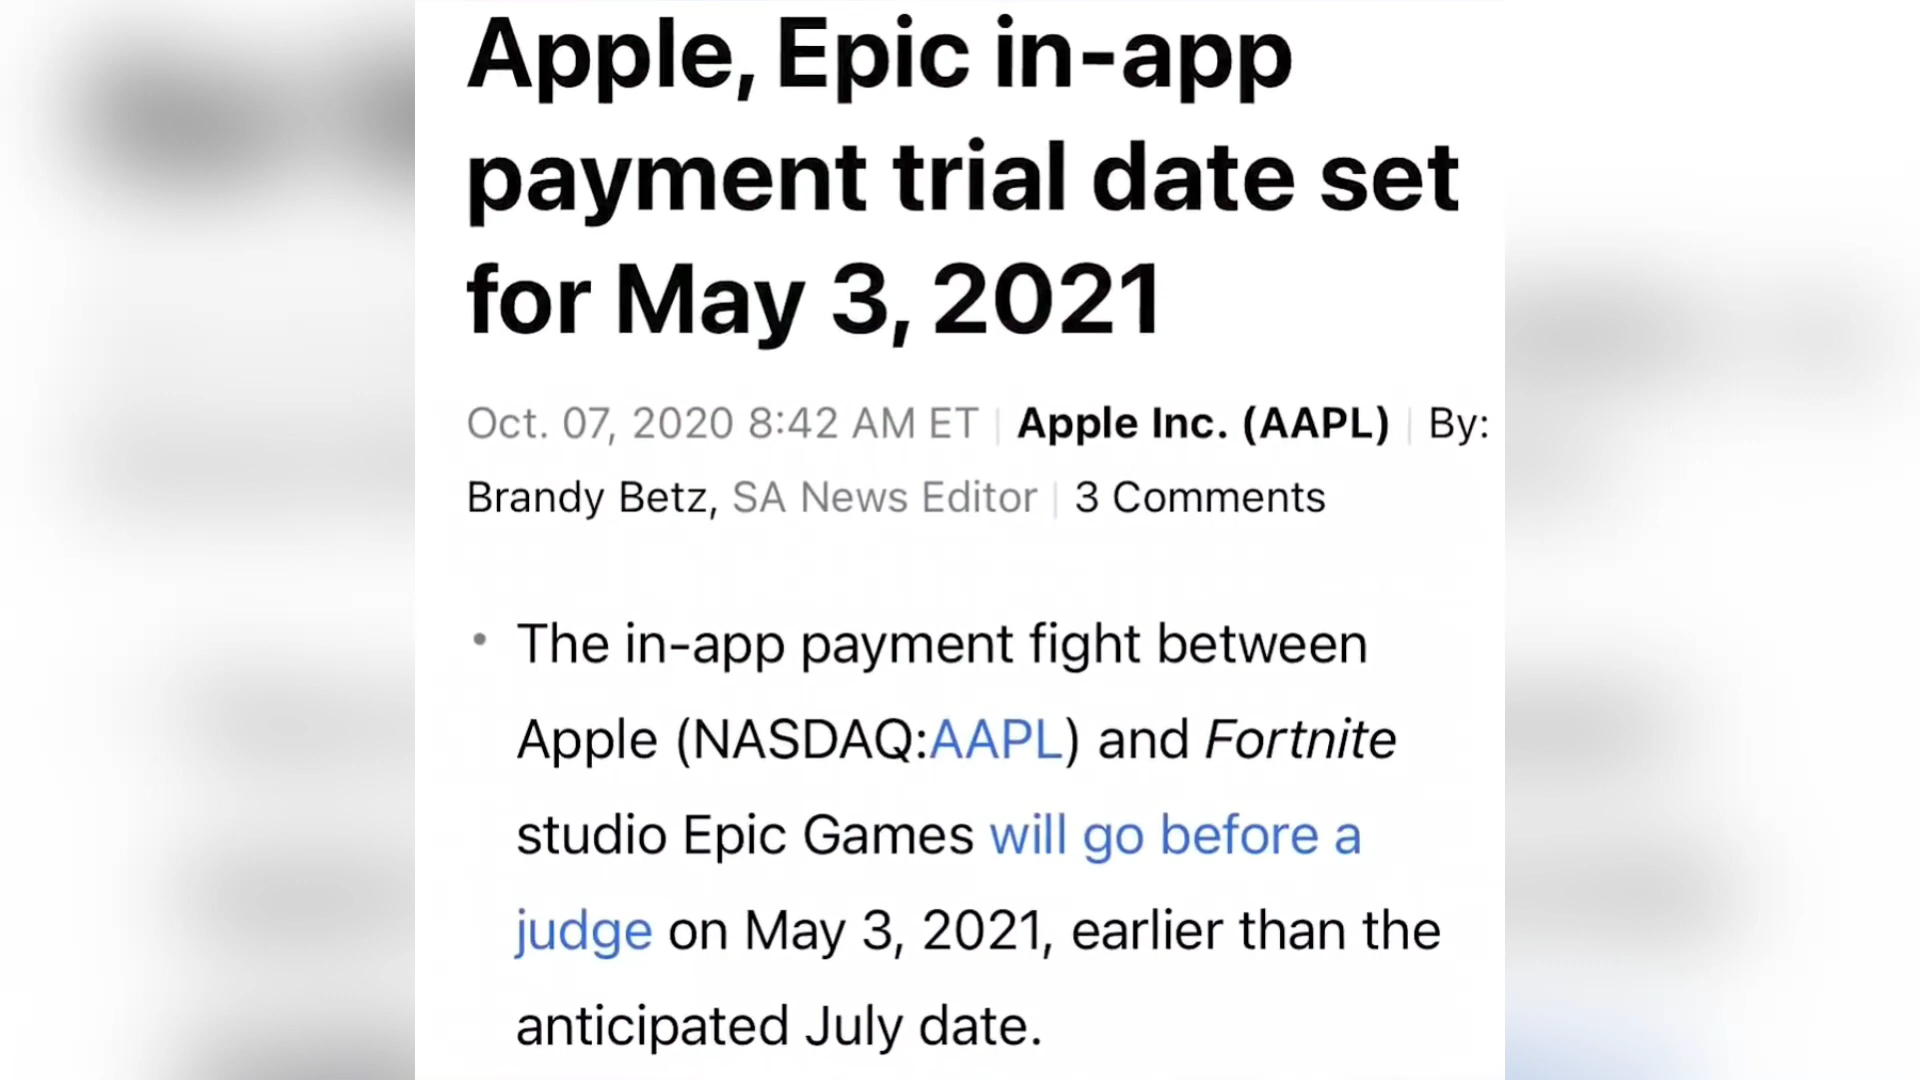 Apple, Epic in-app
payment trial date set
for May 3, 2021
Oct. 07, 2020 8:42 AM ET | Apple Inc. (AAPL) | By:
Brandy Betz, SA News Editor | 3 Comments
• The in-app payment fight between
Apple (NASDAQ:AAPL) and Fortnite
studio Epic Games will go before a
judge on May 3, 2021, earlier than the
anticipated July date.